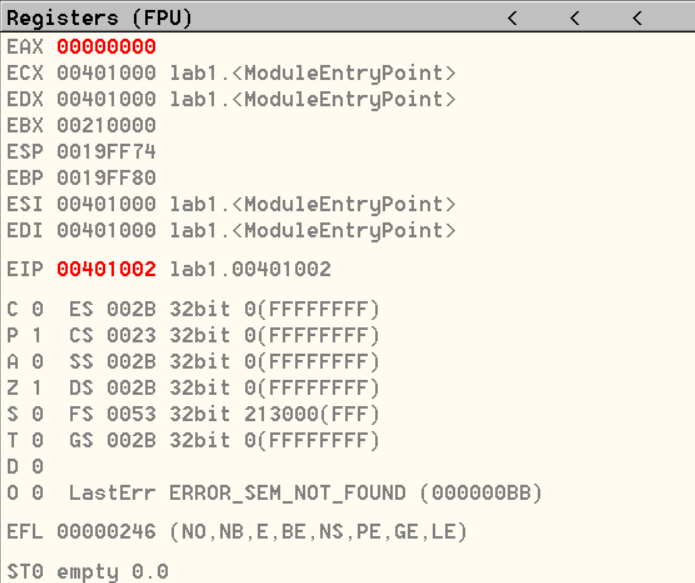 Registers (FPU) < < <
EAX 00000000
ECX 00401000 lab1.<ModuleEntryPoint>
EDX 00401000 lab1.<ModuleEntryPoint>
EBX 00210000
ESP 0019FF74
EBP 0019FF80
ESI 00401000 lab1.<ModuleEntryPoint>
EDI 00401000 lab1.<ModuleEntryPoint>
EIP 00401002 lab1.00401002
C 0 ES 002B 32bit 0(FFFFFFFF)
P 1 CS 0023 32bit 0(FFFFFFFF)
A 0 SS 002B 32bit 0(FFFFFFFF)
Z 1 DS 002B 32bit 0(FFFFFFFF)
S 0 FS 0053 32bit 213000(FFF)
T 0 GS 002B 32bit 0(FFFFFFFF)
D 0
O 0 LastErr ERROR_SEM_NOT_FOUND (000000BB)
EFL 00000246 (NO,NB,E,BE,NS,PE,GE,LE)
ST0 empty 0.0